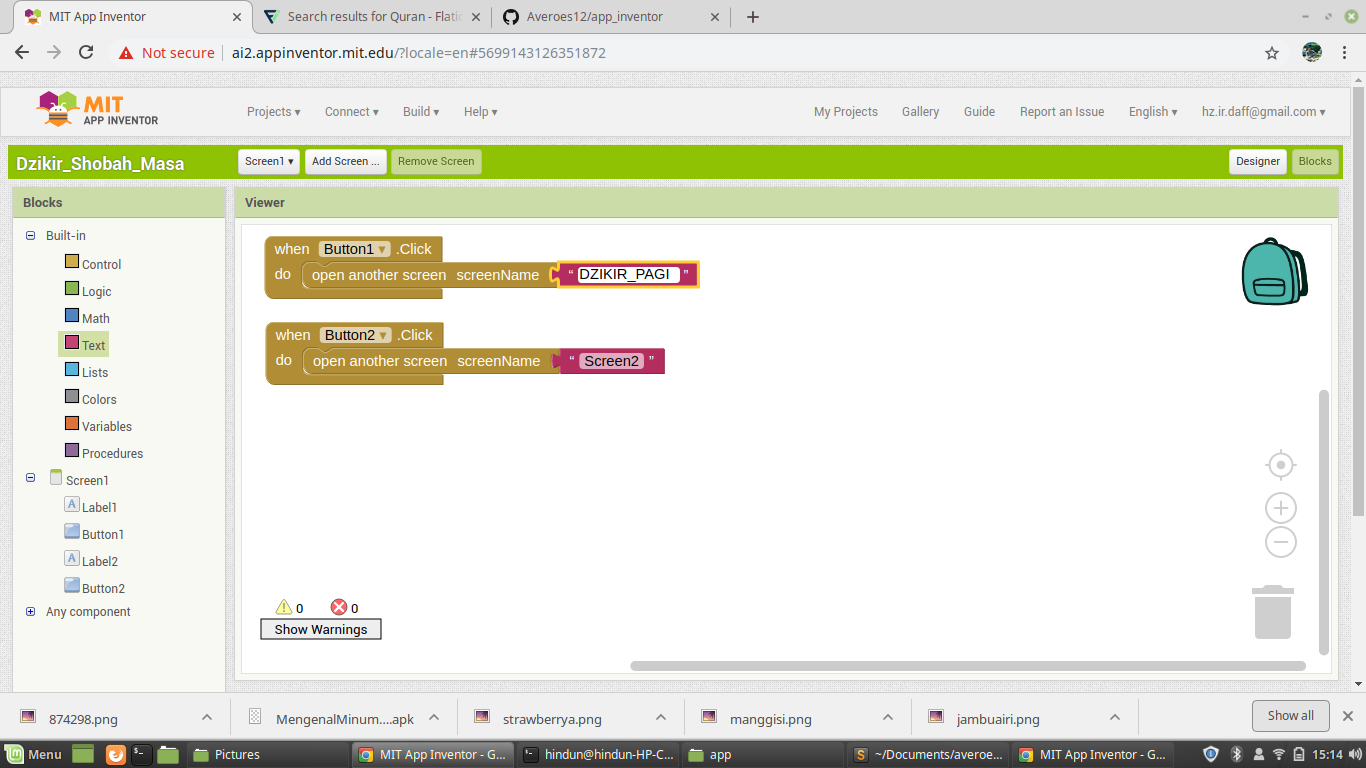 MIT App Inventor
Search results for Quran - Flatic
Averoes12/app_inventor
Not secure
ai2.appinventor.mit.edu/?locale=en#5699143126351872
MIT
APP INVENTOR
Projects ▾
Connect ▾
Build ▾
Help ▾
My Projects
Gallery
Guide
Report an Issue
English ▾
hz.ir.daff@gmail.com ▾
Dzikir_Shobah_Masa
Screen1 ▾
Add Screen ...
Remove Screen
Designer
Blocks
Blocks
Viewer
Built-in
Control
Logic
Math
Text
Lists
Colors
Variables
Procedures
Screen1
Label1
Button1
Label2
Button2
Any component
when Button1 ▾ .Click
do open another screen screenName “ DZIKIR_PAGI ”
when Button2 ▾ .Click
do open another screen screenName “ Screen2 ”
0 0
Show Warnings
874298.png
MengenalMinum....apk
strawberrya.png
manggisi.png
jambuairi.png
Show all
Menu
Pictures
MIT App Inventor - G...
hindun@hindun-HP-C...
app
~/Documents/averoe...
MIT App Inventor - G...
15:14